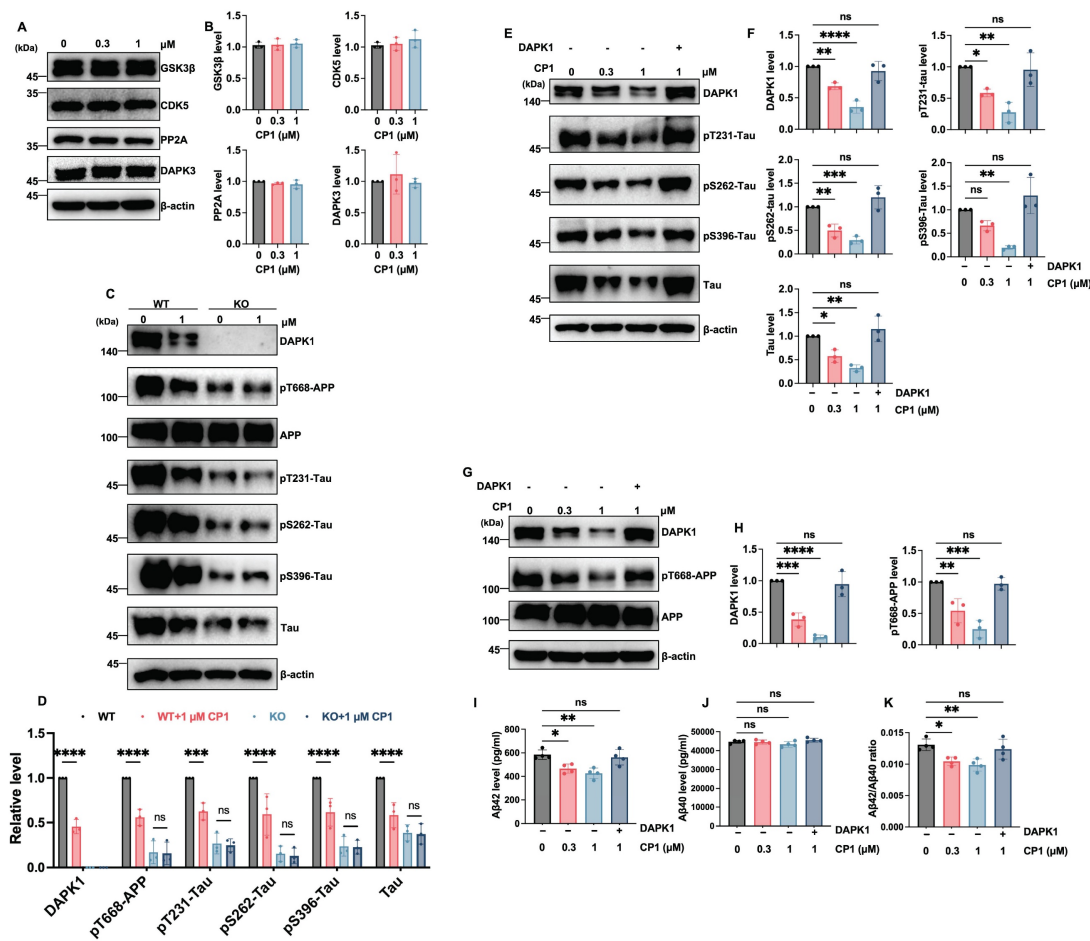 A
(kDa)
0 0.3 1 μM
45
GSK3β
35
CDK5
35
PP2A
45
DAPK3
45
β-actin
B
GSK3β level
1.5
1.0
0.5
0.0
0 0.3 1
CP1 (μM)
CDK5 level
1.5
1.0
0.5
0.0
0 0.3 1
CP1 (μM)
PP2A level
1.5
1.0
0.5
0.0
0 0.3 1
CP1 (μM)
DAPK3 level
1.5
1.0
0.5
0.0
0 0.3 1
CP1 (μM)
C
WT KO
(kDa) 0 1 0 1 μM
140
DAPK1
100
pT668-APP
100
APP
45
pT231-Tau
45
pS262-Tau
45
pS396-Tau
45
Tau
45
β-actin
D
WT WT+1 μM CP1 KO KO+1 μM CP1
Relative level
1.5
1.0
0.5
0.0
**** **** *** **** **** ****
ns ns ns ns ns
DAPK1
pT668-APP
pT231-Tau
pS262-Tau
pS396-Tau
Tau
E
DAPK1 - - - +
CP1 0 0.3 1 1 μM
(kDa)
140
DAPK1
45
pT231-Tau
45
pS262-Tau
45
pS396-Tau
45
Tau
45
β-actin
F
DAPK1 level
2.0
1.5
1.0
0.5
0.0
ns
****
**
pT231-tau level
2.0
1.5
1.0
0.5
0.0
ns
**
*
pS262-tau level
2.0
1.5
1.0
0.5
0.0
ns
***
**
pS396-Tau level
2.5
2.0
1.5
1.0
0.5
0.0
ns
**
ns
– – – + DAPK1
0 0.3 1 1 CP1 (μM)
Tau level
2.0
1.5
1.0
0.5
0.0
ns
**
*
– – – + DAPK1
0 0.3 1 1 CP1 (μM)
G
DAPK1 - - - +
CP1 0 0.3 1 1 μM
(kDa)
140
DAPK1
100
pT668-APP
100
APP
45
β-actin
H
DAPK1 level
1.5
1.0
0.5
0.0
ns
****
***
pT668-APP level
1.5
1.0
0.5
0.0
ns
***
**
I
Aβ42 level (pg/ml)
800
600
400
200
0
ns
**
*
– – – + DAPK1
0 0.3 1 1 CP1 (μM)
J
Aβ40 level (pg/ml)
50000
40000
30000
20000
10000
0
ns
ns
ns
– – – + DAPK1
0 0.3 1 1 CP1 (μM)
K
Aβ42/Aβ40 ratio
0.015
0.010
0.005
0.000
ns
**
*
– – – + DAPK1
0 0.3 1 1 CP1 (μM)